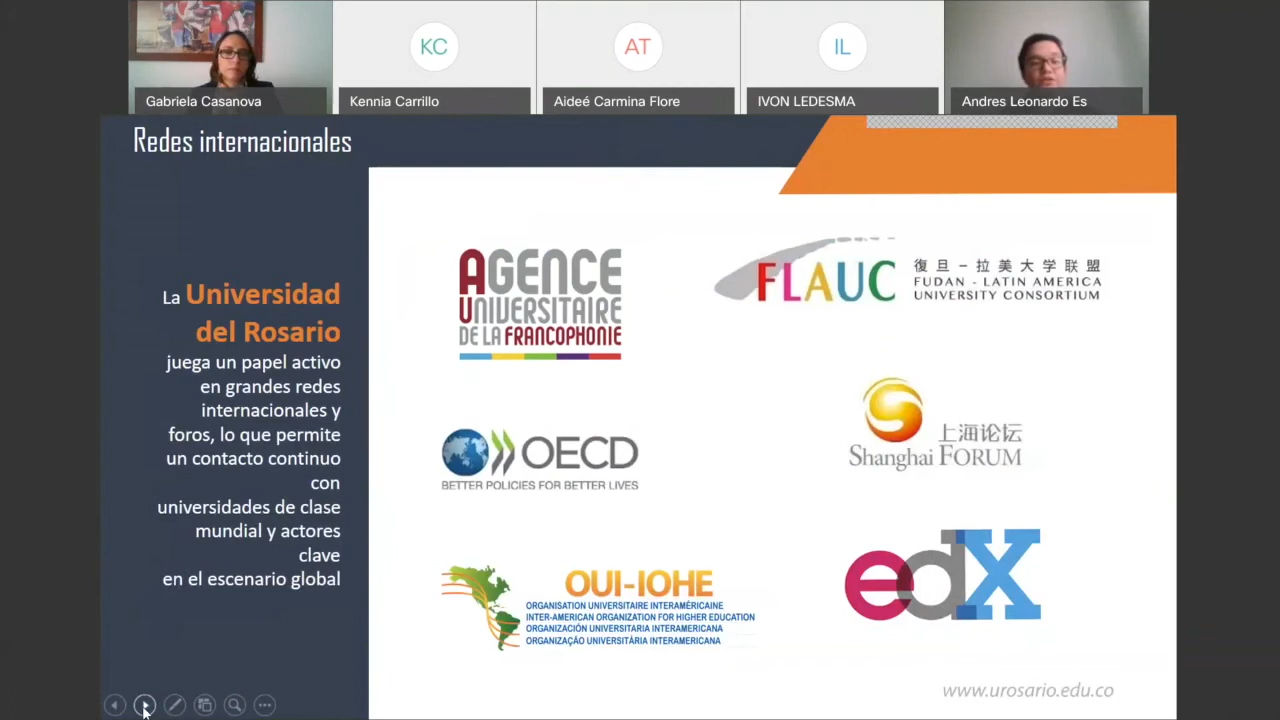 KC
AT
IL
Gabriela Casanova
Kennia Carrillo
Aideé Carmina Flore
IVON LEDESMA
Andres Leonardo Es
Redes internacionales
La Universidad
del Rosario
juega un papel activo
en grandes redes
internacionales y
foros, lo que permite
un contacto continuo
con
universidades de clase
mundial y actores
clave
en el escenario global
AGENCE
UNIVERSITAIRE
DE LA FRANCOPHONIE
FLAUC
復旦-拉美大学联盟
FUDAN - LATIN AMERICA
UNIVERSITY CONSORTIUM
OECD
BETTER POLICIES FOR BETTER LIVES
上海论坛
Shanghai FORUM
OUI-IOHE
ORGANISATION UNIVERSITAIRE INTERAMÉRICAINE
INTER-AMERICAN ORGANIZATION FOR HIGHER EDUCATION
ORGANIZACIÓN UNIVERSITARIA INTERAMERICANA
ORGANIZAÇÃO UNIVERSITÁRIA INTERAMERICANA
edX
www.urosario.edu.co